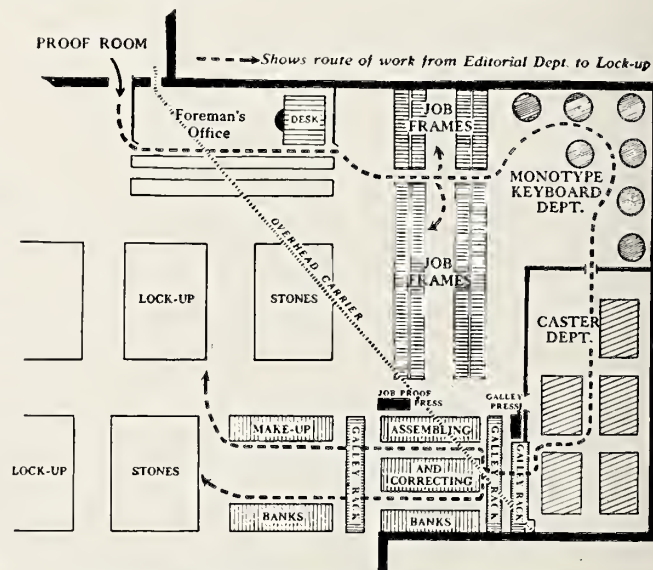 PROOF ROOM
Shows route of work from Editorial Dept. to Lock-up
Foreman's
Office
DESK
JOB
FRAMES
MONOTYPE
KEYBOARD
DEPT.
OVERHEAD CARRIER
JOB
FRAMES
LOCK-UP
STONES
CASTER
DEPT.
JOB PROOF
PRESS
GALLEY
PRESS
MAKE-UP
GALLEY RACK
ASSEMBLING
GALLEY RACK
GALLEY RACK
LOCK-UP
STONES
AND
CORRECTING
BANKS
BANKS